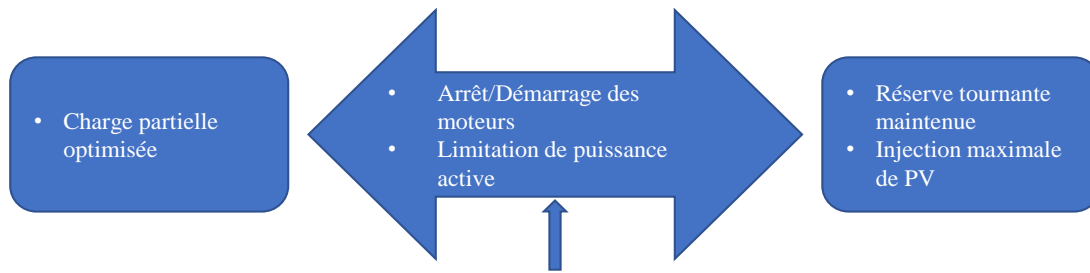 • Charge partielle
optimisée
• Arrêt/Démarrage des
moteurs
• Limitation de puissance
active
• Réserve tournante
maintenue
• Injection maximale
de PV